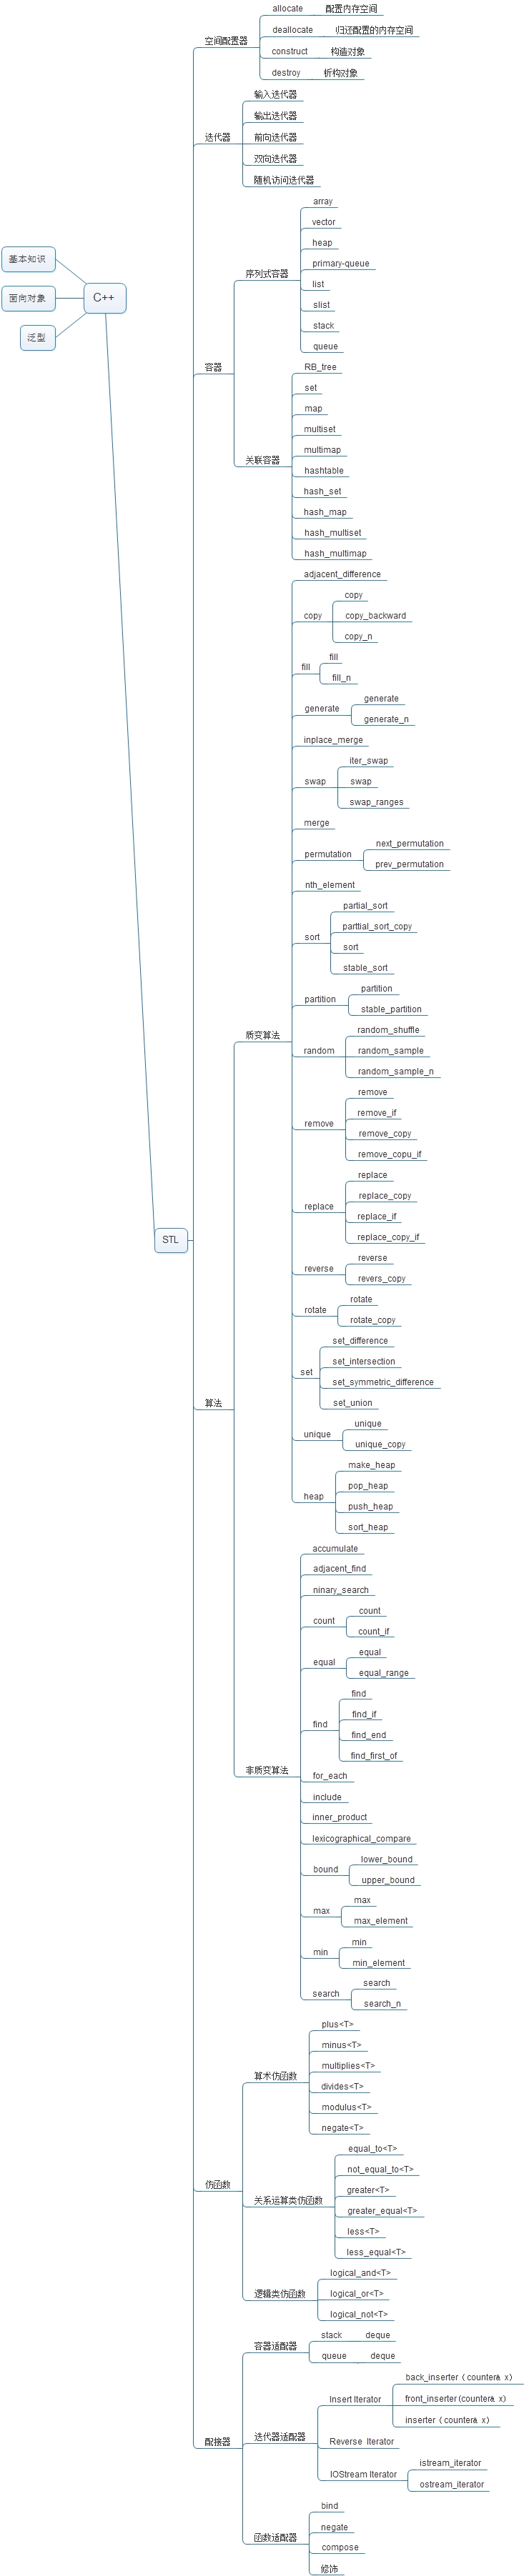 基本知识
面向对象
泛型
C++
STL
空间配置器
allocate 配置内存空间
deallocate 归还配置的内存空间
construct 构造对象
destroy 析构对象
迭代器
输入迭代器
输出迭代器
前向迭代器
双向迭代器
随机访问迭代器
容器
序列式容器
array
vector
heap
primary-queue
list
slist
stack
queue
关联容器
RB_tree
set
map
multiset
multimap
hashtable
hash_set
hash_map
hash_multiset
hash_multimap
算法
质变算法
adjacent_difference
copy
copy
copy_backward
copy_n
fill
fill
fill_n
generate
generate
generate_n
inplace_merge
swap
iter_swap
swap
swap_ranges
merge
permutation
next_permutation
prev_permutation
nth_element
sort
partial_sort
parttial_sort_copy
sort
stable_sort
partition
partition
stable_partition
random
random_shuffle
random_sample
random_sample_n
remove
remove
remove_if
remove_copy
remove_copu_if
replace
replace
replace_copy
replace_if
replace_copy_if
reverse
reverse
revers_copy
rotate
rotate
rotate_copy
set
set_difference
set_intersection
set_symmetric_difference
set_union
unique
unique
unique_copy
heap
make_heap
pop_heap
push_heap
sort_heap
非质变算法
accumulate
adjacent_find
ninary_search
count
count
count_if
equal
equal
equal_range
find
find
find_if
find_end
find_first_of
for_each
include
inner_product
lexicographical_compare
bound
lower_bound
upper_bound
max
max
max_element
min
min
min_element
search
search
search_n
仿函数
算术仿函数
plus<T>
minus<T>
multiplies<T>
divides<T>
modulus<T>
negate<T>
关系运算类仿函数
equal_to<T>
not_equal_to<T>
greater<T>
greater_equal<T>
less<T>
less_equal<T>
逻辑类仿函数
logical_and<T>
logical_or<T>
logical_not<T>
配接器
容器适配器
stack deque
queue deque
迭代器适配器
Insert Iterator
back_inserter（counter& x）
front_inserter(counter& x)
inserter（counter& x）
Reverse Iterator
IOStream Iterator
istream_iterator
ostream_iterator
函数适配器
bind
negate
compose
修饰